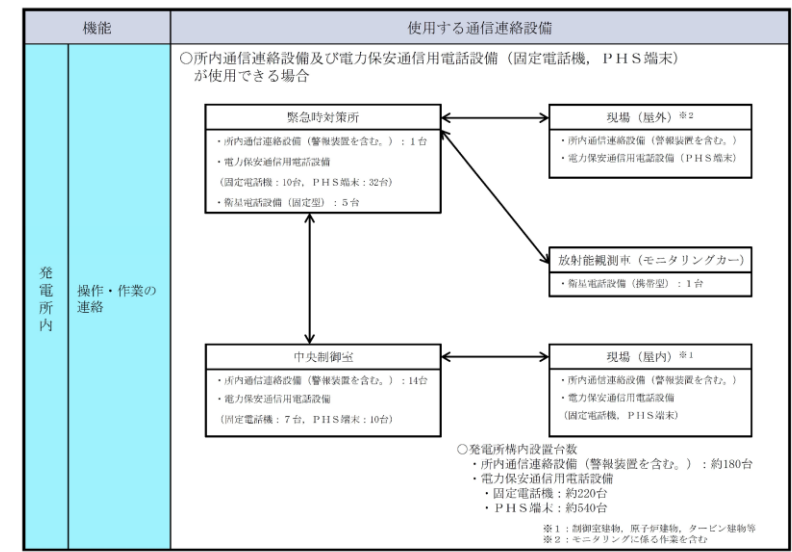 機能
使用する通信連絡設備
発電所内
操作・作業の
連絡
○所内通信連絡設備及び電力保安通信用電話設備（固定電話機，ＰＨＳ端末）
が使用できる場合
緊急時対策所
・所内通信連絡設備（警報装置を含む。）：１台
・電力保安通信用電話設備
（固定電話機：10台，ＰＨＳ端末：32台）
・衛星電話設備（固定型）：５台
現場（屋外）※２
・所内通信連絡設備（警報装置を含む。）
・電力保安通信用電話設備（PHS端末）
放射能観測車（モニタリングカー）
・衛星電話設備（携帯型）：１台
中央制御室
・所内通信連絡設備（警報装置を含む。）：14台
・電力保安通信用電話設備
（固定電話機：７台，ＰＨＳ端末：10台）
現場（屋内）※１
・所内通信連絡設備（警報装置を含む。）
・電力保安通信用電話設備
（固定電話機，ＰＨＳ端末）
○発電所構内設置台数
・所内通信連絡設備（警報装置を含む。）：約180台
・電力保安通信用電話設備
・固定電話機：約220台
・ＰＨＳ端末：約540台
※１：制御室建物，原子炉建物，タービン建物等
※２：モニタリングに係る作業を含む